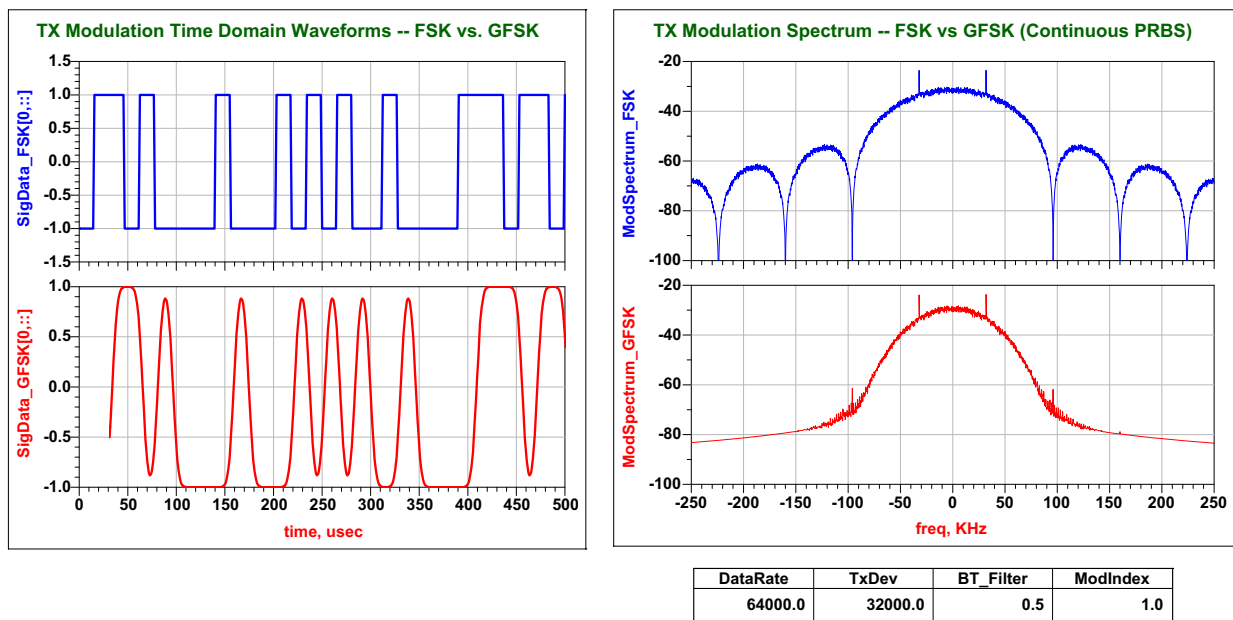 TX Modulation Time Domain Waveforms -- FSK vs. GFSK
SigData_FSK[0,::]
1.5
1.0
0.5
0.0
-0.5
-1.0
-1.5
SigData_GFSK[0,::]
1.0
0.5
0.0
-0.5
-1.0
0 50 100 150 200 250 300 350 400 450 500
time, usec
TX Modulation Spectrum -- FSK vs GFSK (Continuous PRBS)
ModSpectrum_FSK
-20
-40
-60
-80
-100
ModSpectrum_GFSK
-20
-40
-60
-80
-100
-250 -200 -150 -100 -50 0 50 100 150 200 250
freq, KHz
DataRate TxDev BT_Filter ModIndex
64000.0 32000.0 0.5 1.0